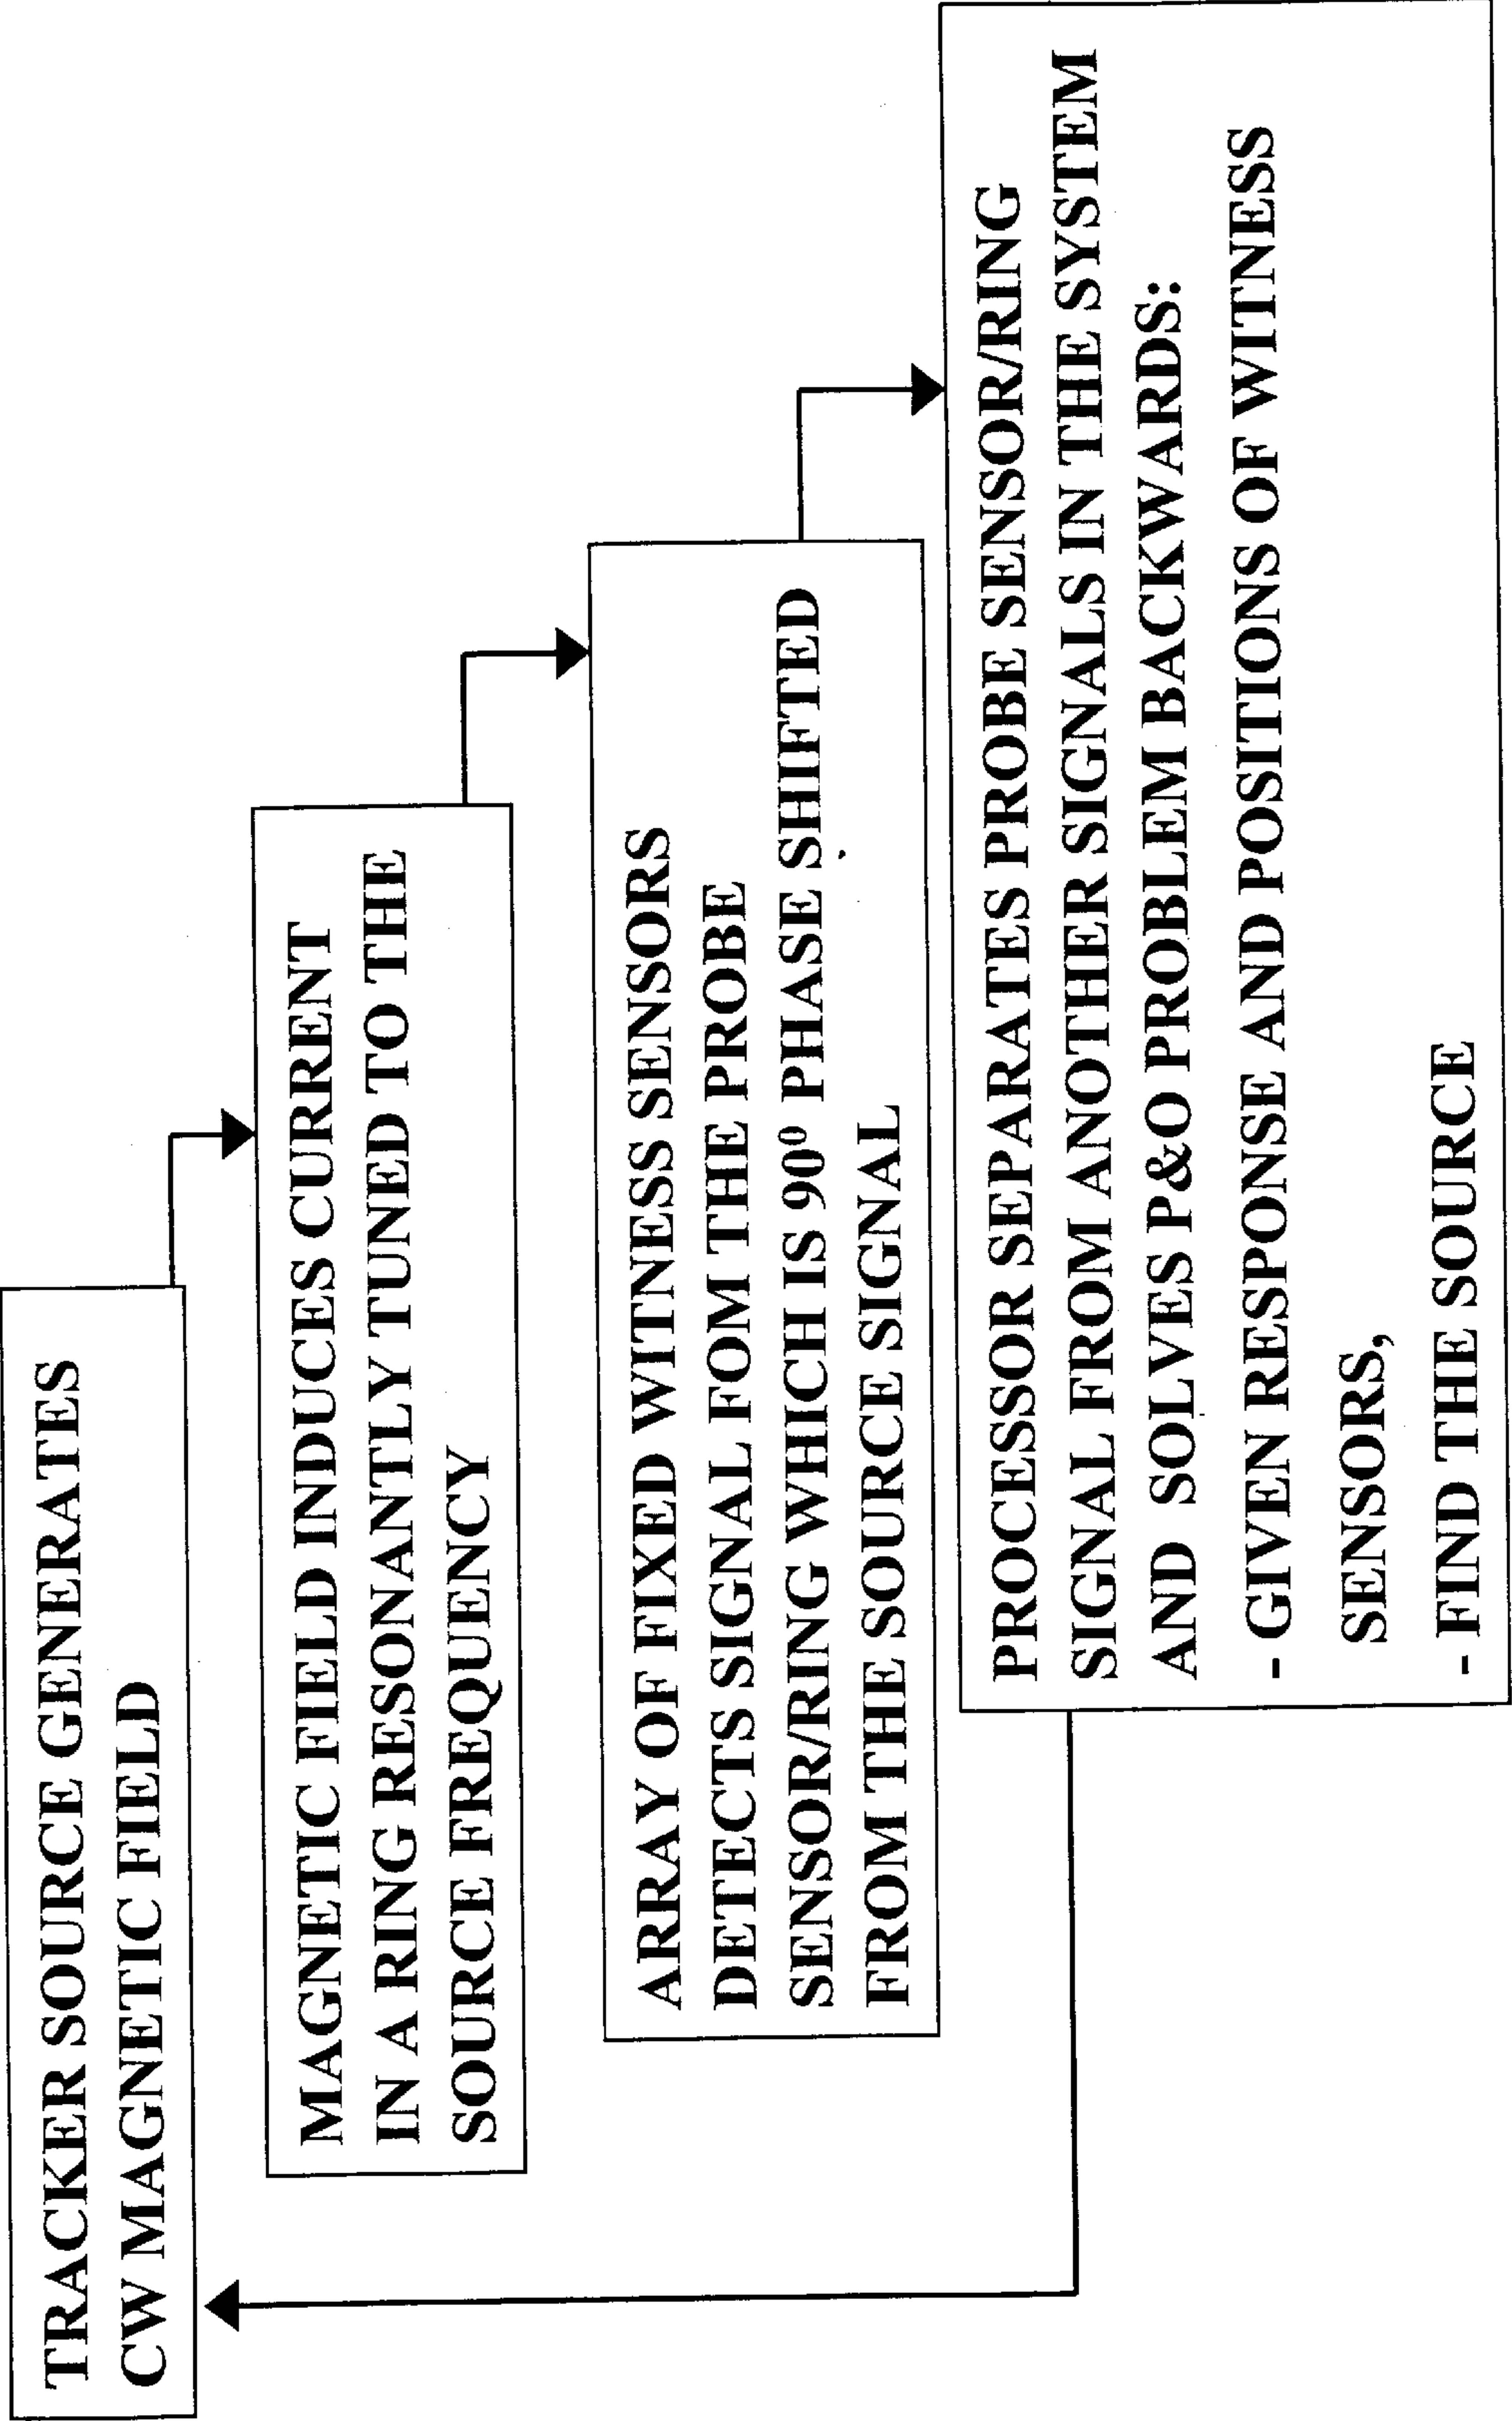 TRACKER SOURCE GENERATES
CW MAGNETIC FIELD
MAGNETIC FIELD INDUCES CURRENT
IN A RING RESONANTLY TUNED TO THE
SOURCE FREQUENCY
ARRAY OF FIXED WITNESS SENSORS
DETECTS SIGNAL FOM THE PROBE
SENSOR/RING WHICH IS 90⁰ PHASE SHIFTED
FROM THE SOURCE SIGNAL
PROCESSOR SEPARATES PROBE SENSOR/RING
SIGNAL FROM ANOTHER SIGNALS IN THE SYSTEM
AND SOLVES P&O PROBLEM BACKWARDS:
- GIVEN RESPONSE AND POSITIONS OF WITNESS
SENSORS,
- FIND THE SOURCE